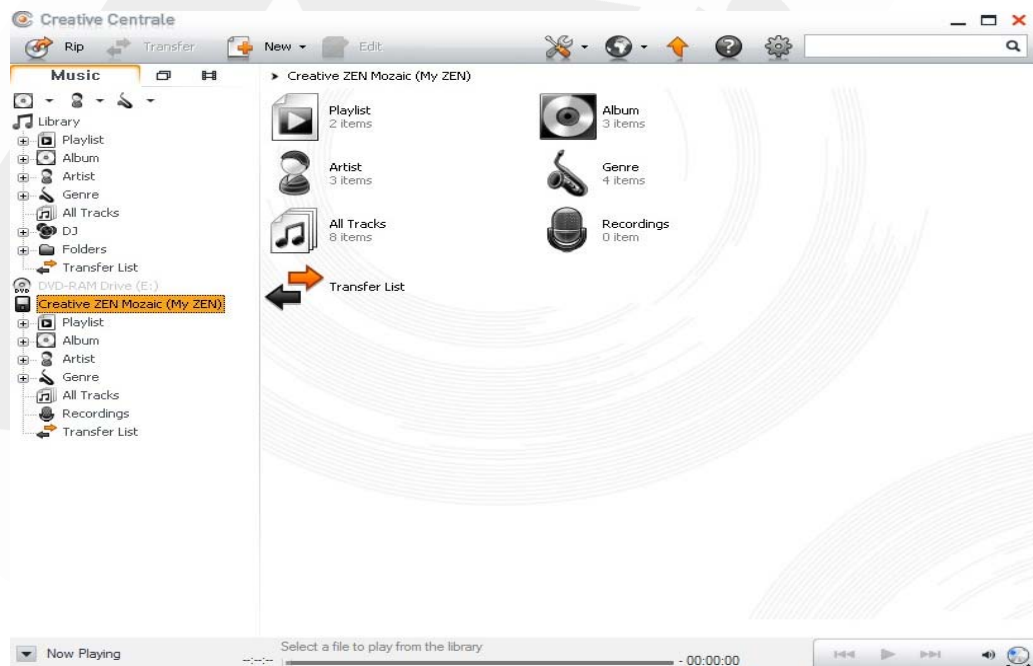 Creative Centrale
Rip Transfer New Edit
Music
Creative ZEN Mozaic (My ZEN)
Library
Playlist
Album
Artist
Genre
All Tracks
DJ
Folders
Transfer List
DVD-RAM Drive (E:)
Creative ZEN Mozaic (My ZEN)
Playlist
Album
Artist
Genre
All Tracks
Recordings
Transfer List
Playlist
2 items
Album
3 items
Artist
3 items
Genre
4 items
All Tracks
8 items
Recordings
0 item
Transfer List
Now Playing
Select a file to play from the library
--:--:-- - 00:00:00